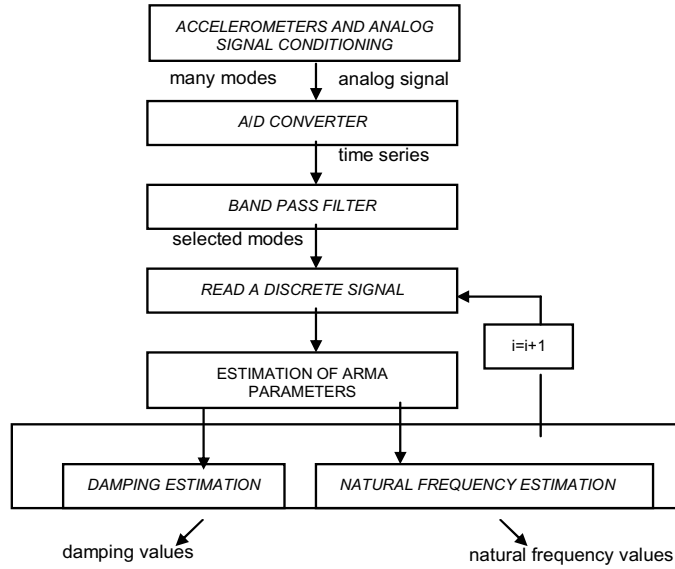 ACCELEROMETERS AND ANALOG
SIGNAL CONDITIONING
many modes analog signal
A/D CONVERTER
time series
BAND PASS FILTER
selected modes
READ A DISCRETE SIGNAL
i=i+1
ESTIMATION OF ARMA
PARAMETERS
DAMPING ESTIMATION NATURAL FREQUENCY ESTIMATION
damping values natural frequency values